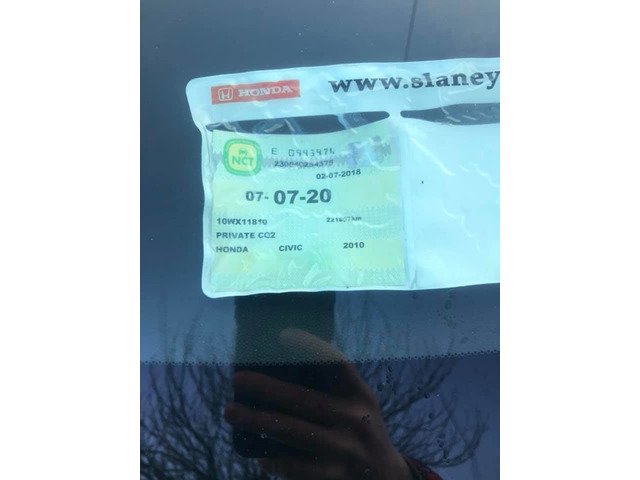 HONDA
www.slaney
NCT
02-07-2018
07-07-20
10WX11810
PRIVATE CO2
HONDA CIVIC 2010